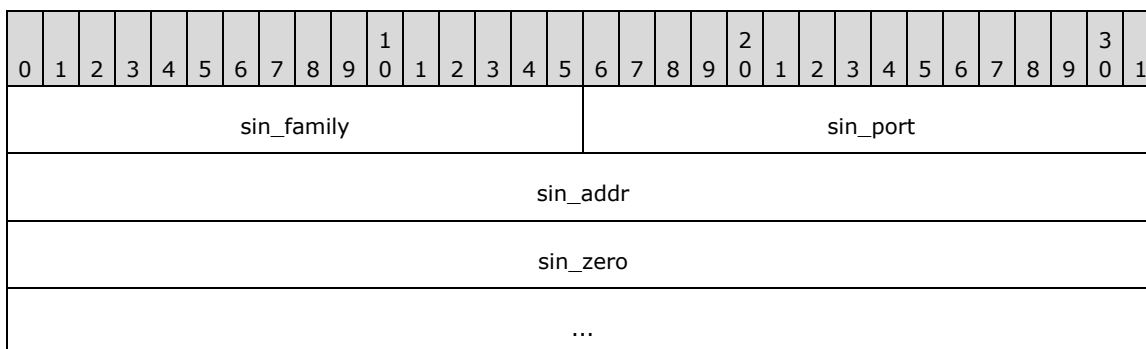 1 2 3
0 1 2 3 4 5 6 7 8 9 0 1 2 3 4 5 6 7 8 9 0 1 2 3 4 5 6 7 8 9 0 1
sin_family sin_port
sin_addr
sin_zero
...